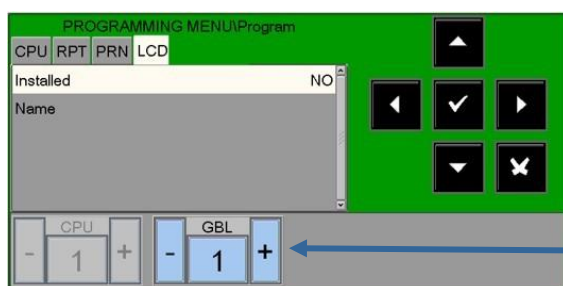 PROGRAMMING MENU\Program
CPU RPT PRN LCD
Installed NO
Name
CPU GBL
- 1 + - 1 +